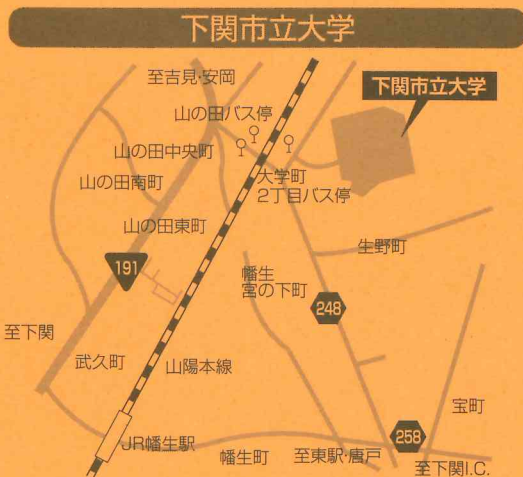 下関市立大学
至吉見・安岡
下関市立大学
山の田バス停
山の田中央町
大学町
2丁目バス停
山の田南町
山の田東町
生野町
191
幡生
宮の下町
248
至下関
武久町
山陽本線
宝町
258
JR幡生駅
幡生町
至東駅・唐戸
至下関I.C.